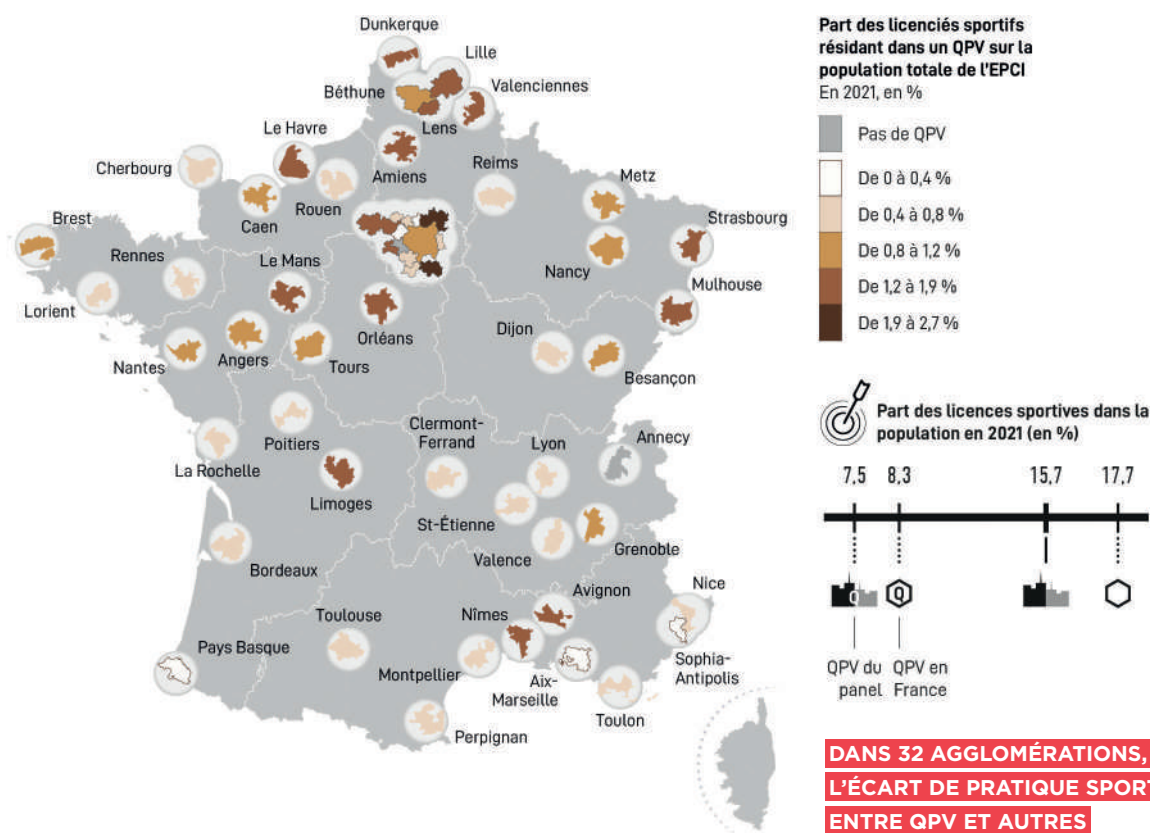 Dunkerque
Lille
Valenciennes
Béthune
Lens
Le Havre
Cherbourg
Amiens
Reims
Rouen
Caen
Metz
Strasbourg
Brest
Rennes
Le Mans
Nancy
Mulhouse
Lorient
Orléans
Dijon
Nantes
Angers
Tours
Besançon
Poitiers
Clermont-
Ferrand
Lyon
Annecy
La Rochelle
Limoges
St-Étienne
Valence
Grenoble
Bordeaux
Avignon
Nice
Toulouse
Nîmes
Pays Basque
Montpellier
Aix-
Marseille
Sophia-
Antipolis
Toulon
Perpignan
Part des licenciés sportifs
résidant dans un QPV sur la
population totale de l'EPCI
En 2021, en %
Pas de QPV
De 0 à 0,4 %
De 0,4 à 0,8 %
De 0,8 à 1,2 %
De 1,2 à 1,9 %
De 1,9 à 2,7 %
Part des licences sportives dans la
population en 2021 (en %)
7,5 8,3 15,7 17,7
Q Q
QPV du
panel
QPV en
France
DANS 32 AGGLOMÉRATIONS,
L'ÉCART DE PRATIQUE SPORT
ENTRE QPV ET AUTRES